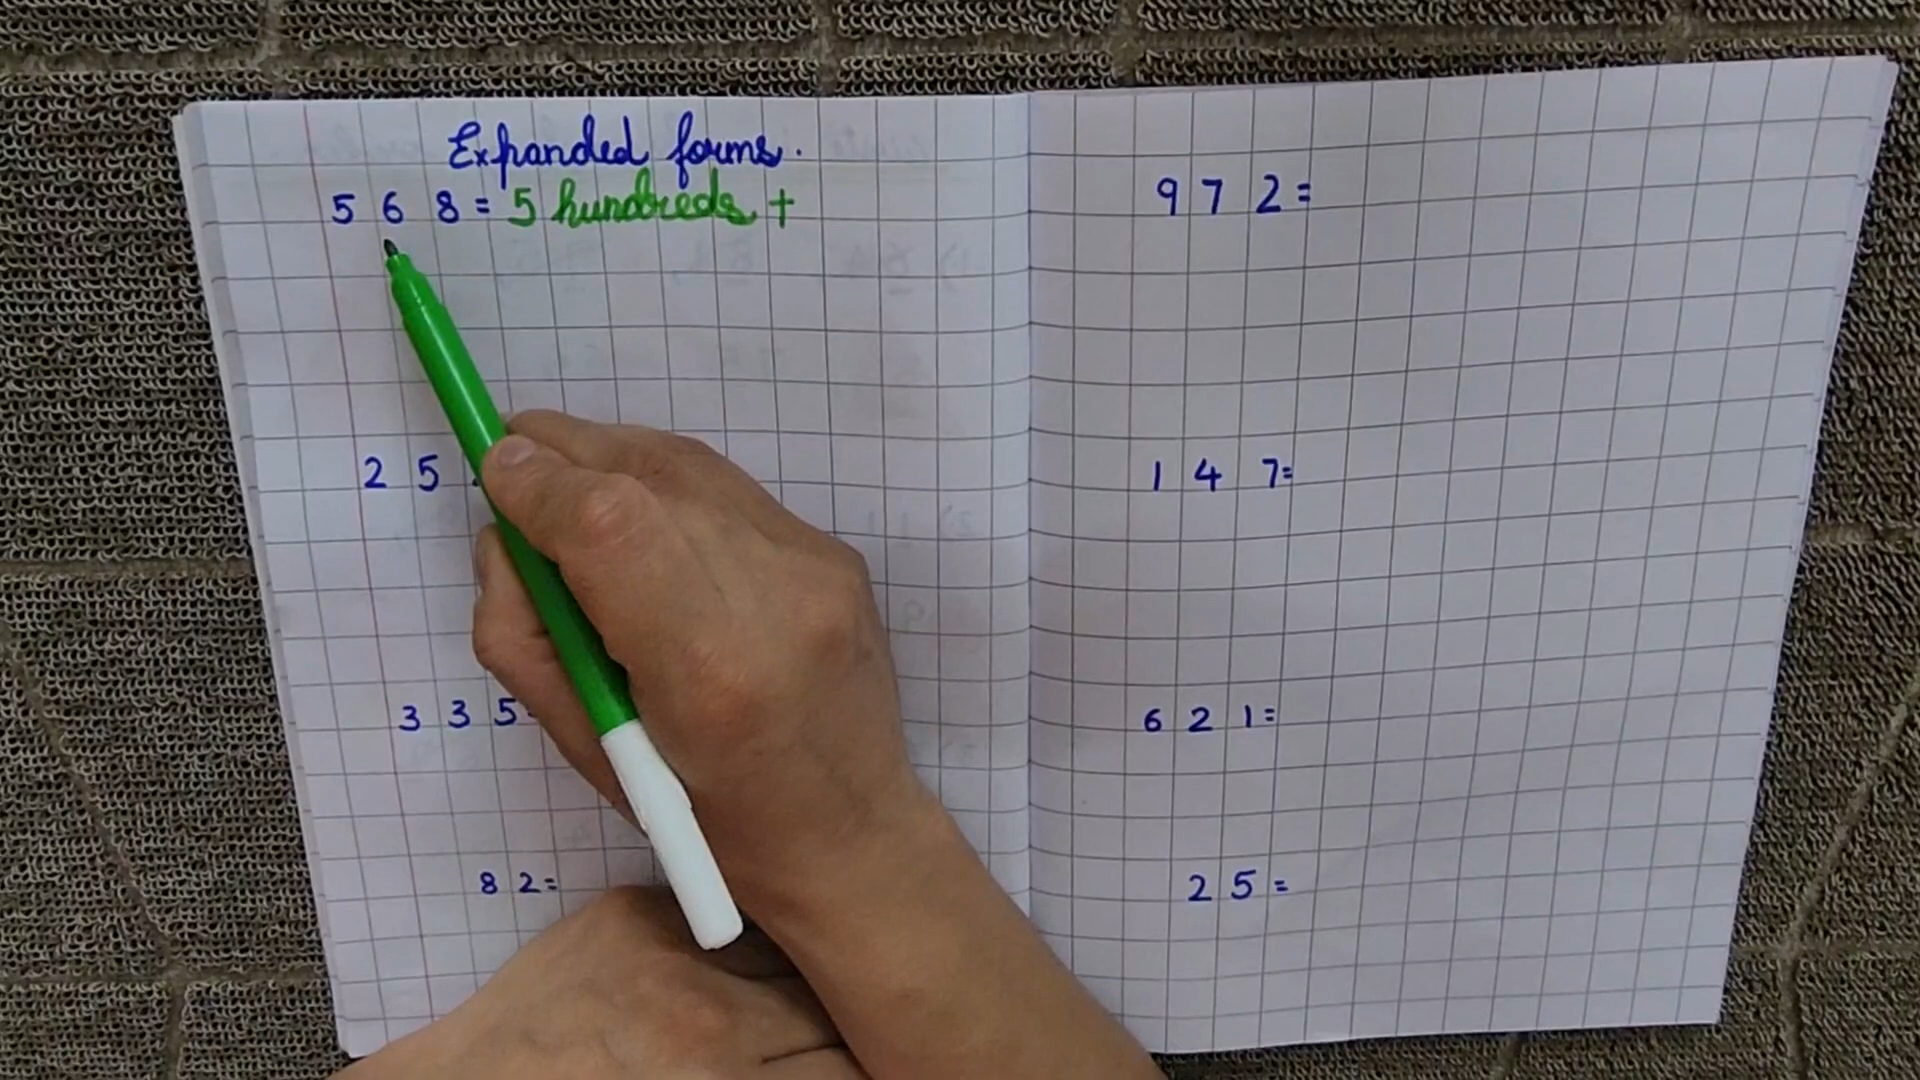 Expanded forms.
5 6 8 = 5 hundreds +
2 5
3 3 5
8 2=
9 7 2=
1 4 7=
6 2 1=
2 5 =